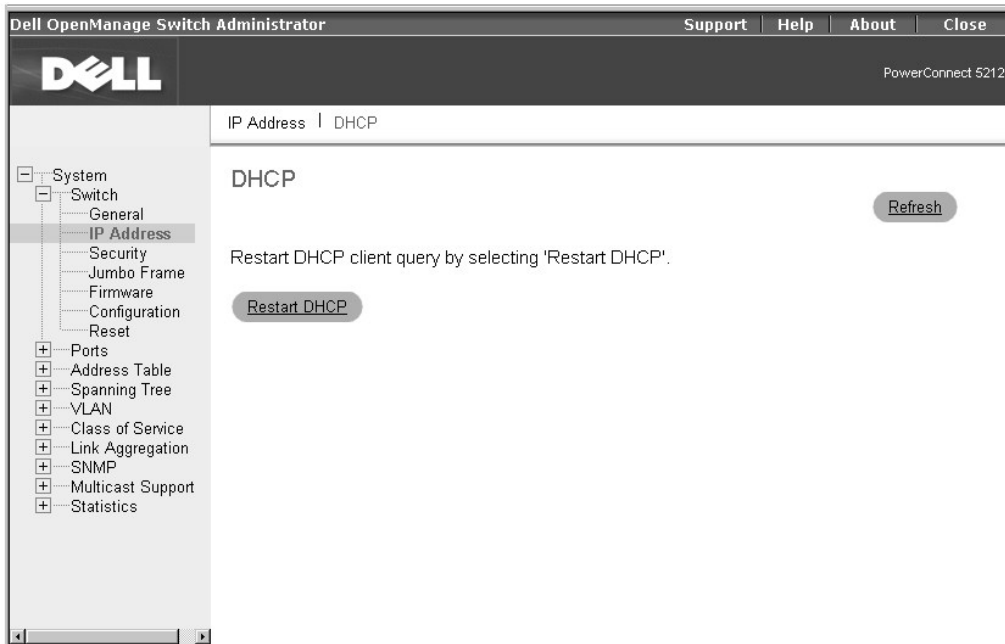 Dell OpenManage Switch Administrator
Support Help About Close
DELL
PowerConnect 5212
IP Address DHCP
System
Switch
General
IP Address
Security
Jumbo Frame
Firmware
Configuration
Reset
Ports
Address Table
Spanning Tree
VLAN
Class of Service
Link Aggregation
SNMP
Multicast Support
Statistics
DHCP
Refresh
Restart DHCP client query by selecting 'Restart DHCP'.
Restart DHCP